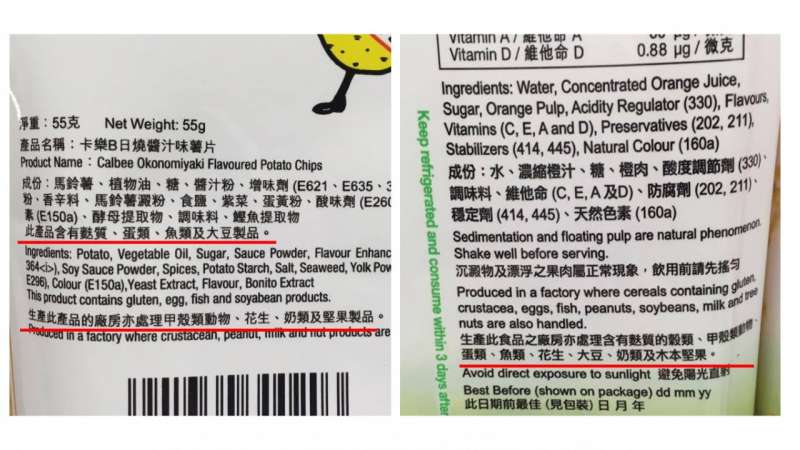 淨重：55克 Net Weight: 55g
產品名稱：卡樂B日燒醬汁味薯片
Product Name : Calbee Okonomiyaki Flavoured Potato Chips
成份：馬鈴薯、植物油、糖、醬汁粉、增味劑 (E621、E635、
粉、香辛料、馬鈴薯澱粉、食鹽、紫菜、蛋黃粉、酸味劑 (E260
素 (E150a)、酵母提取物、調味料、鰹魚提取物
此產品含有麩質、蛋類、魚類及大豆製品。
Ingredients: Potato, Vegetable Oil, Sugar, Sauce Powder, Flavour Enhanc
364<i>), Soy Sauce Powder, Spices, Potato Starch, Salt, Seaweed, Yolk Pow
E296), Colour (E150a),Yeast Extract, Flavour, Bonito Extract
This product contains gluten, egg, fish and soyabean products.
生產此產品的廠房亦處理甲殼類動物、花生、奶類及堅果製品。
Produced in a factory where crustacean, peanut, milk and nut products are
Vitamin A / 維他命 A µg / 微克
Vitamin D / 維他命 D 0.88 µg / 微克
Ingredients: Water, Concentrated Orange Juice,
Sugar, Orange Pulp, Acidity Regulator (330), Flavours,
Vitamins (C, E, A and D), Preservatives (202, 211),
Stabilizers (414, 445), Natural Colour (160a)
成份：水、濃縮橙汁、糖、橙肉、酸度調節劑 (330)、
調味料、維他命 (C, E, A 及D)、防腐劑 (202, 211)、
穩定劑 (414, 445)、天然色素 (160a)
Sedimentation and floating pulp are natural phenomenon.
Shake well before serving.
沉澱物及漂浮之果肉屬正常現象，飲用前請先搖勻
Produced in a factory where cereals containing gluten,
crustacea, eggs, fish, peanuts, soybeans, milk and tree
nuts are also handled.
生產此食品之廠房亦處理含有麩質的穀類、甲殼類動物、
蛋類、魚類、花生、大豆、奶類及木本堅果。
Avoid direct exposure to sunlight 避免陽光直射
Best Before (shown on package) dd mm yy
此日期前最佳 (見包裝) 日 月 年
Keep refrigerated and consume within 3 days after